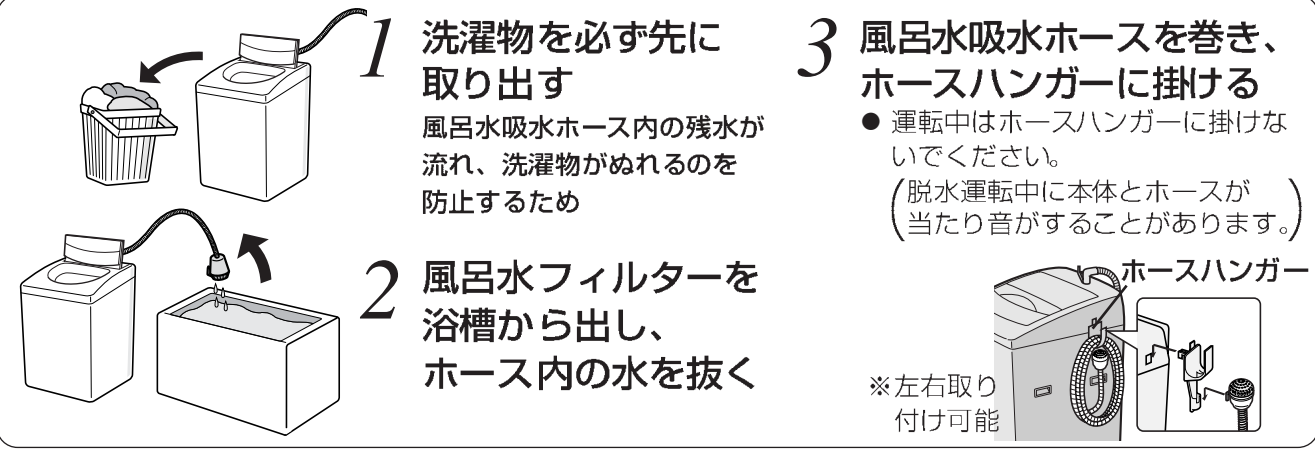 1 洗濯物を必ず先に
取り出す
風呂水吸水ホース内の残水が
流れ、洗濯物がぬれるのを
防止するため
2 風呂水フィルターを
浴槽から出し、
ホース内の水を抜く
3 風呂水吸水ホースを巻き、
ホースハンガーに掛ける
● 運転中はホースハンガーに掛けな
いでください。
(脱水運転中に本体とホースが
当たり音がすることがあります。)
ホースハンガー
※左右取り
付け可能